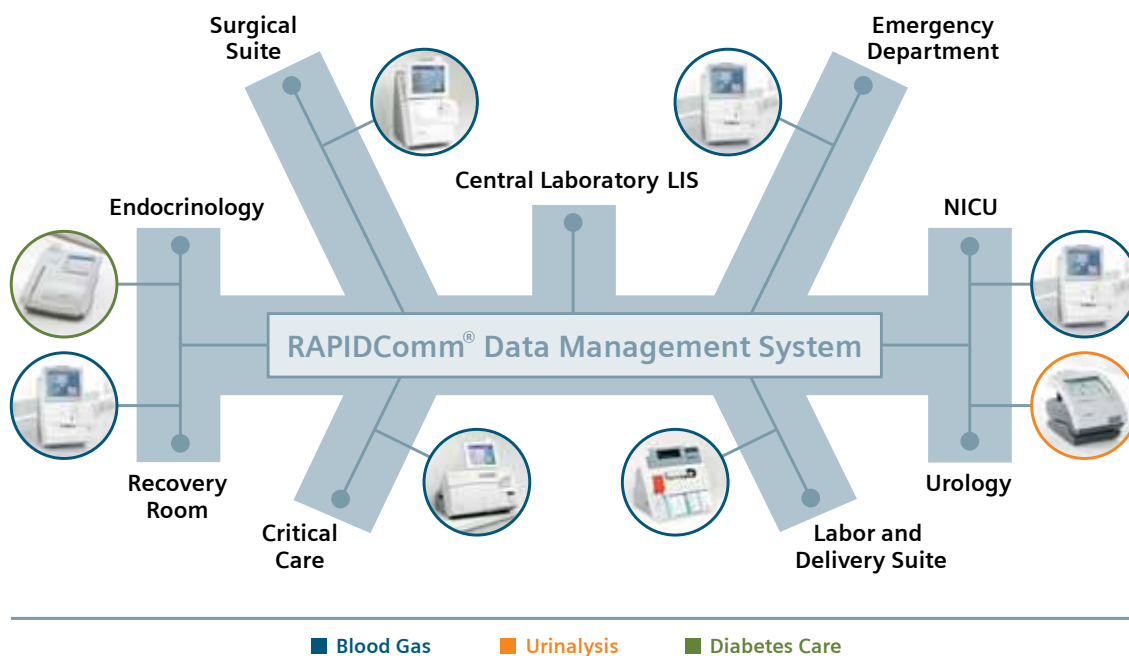 Surgical
Suite
Emergency
Department
Central Laboratory LIS
Endocrinology
NICU
RAPIDComm® Data Management System
Recovery
Room
Urology
Critical
Care
Labor and
Delivery Suite
Blood Gas
Urinalysis
Diabetes Care